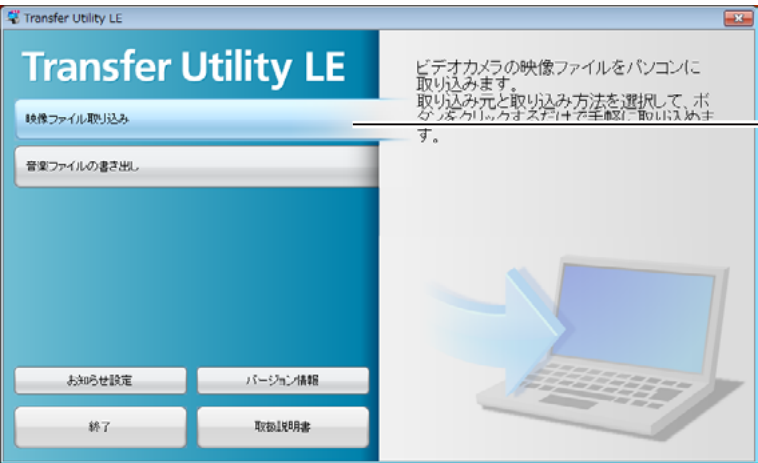 Transfer Utility LE
Transfer Utility LE
映像ファイル取り込み
音楽ファイルの書き出し
お知らせ設定
バージョン情報
終了
取扱説明書
ビデオカメラの映像ファイルをパソコンに
取り込みます。
取り込み元と取り込み方法を選択して、ボ
タンをクリックするだけで手軽に取り込めま
す。